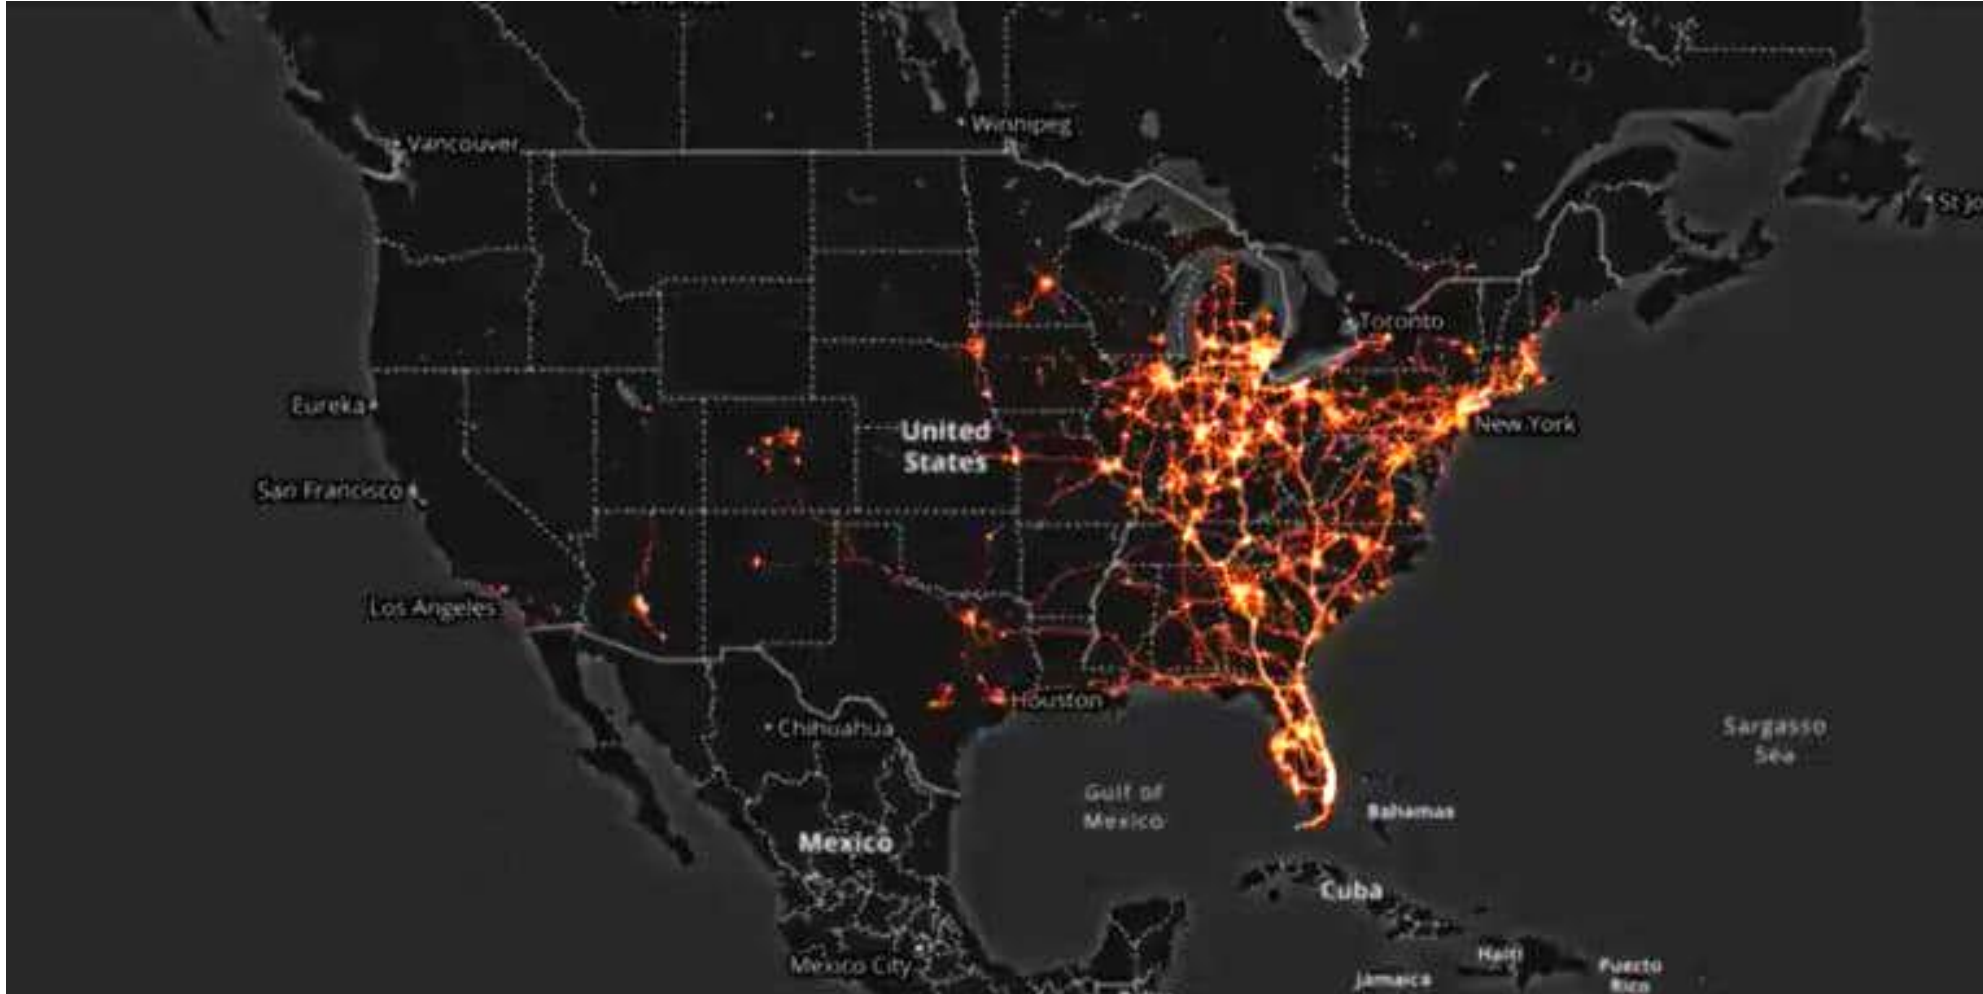 Winnipeg
Vancouver
St Jo
Toronto
Eureka
New York
United
States
San Francisco
Los Angeles
Houston
Chihuahua
Sargasso
Sea
Gulf of
Mexico
Bahamas
Mexico
Cuba
Haiti
Mexico City
Jamaica
Puerto
Rico